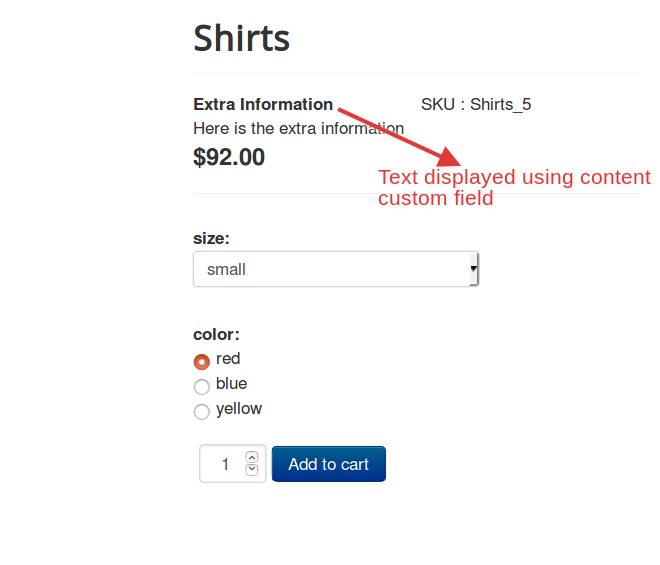 Shirts
Extra Information
SKU : Shirts_5
Here is the extra information
$92.00
Text displayed using content
custom field
size:
small
color:
red
blue
yellow
1
Add to cart